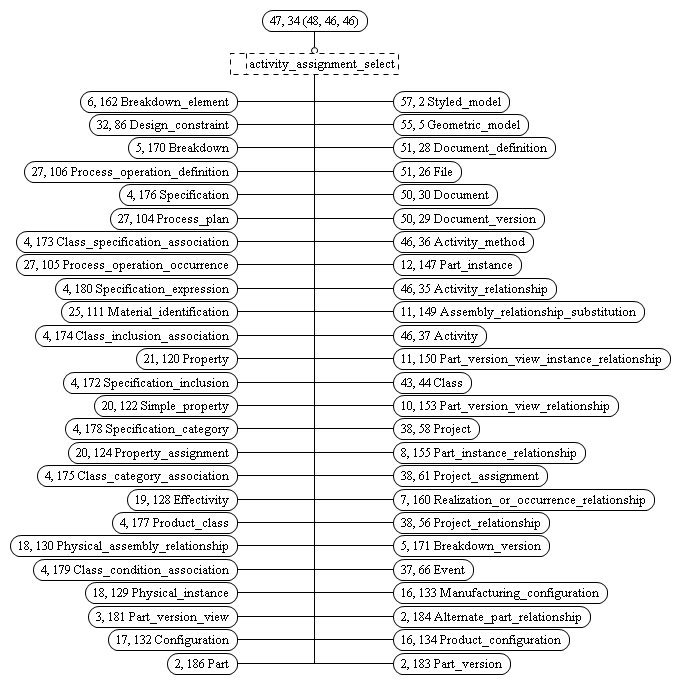 47, 34 (48, 46, 46)
activity_assignment_select
6, 162 Breakdown_element
57, 2 Styled_model
32, 86 Design_constraint
55, 5 Geometric_model
5, 170 Breakdown
51, 28 Document_definition
27, 106 Process_operation_definition
51, 26 File
4, 176 Specification
50, 30 Document
27, 104 Process_plan
50, 29 Document_version
4, 173 Class_specification_association
46, 36 Activity_method
27, 105 Process_operation_occurrence
12, 147 Part_instance
4, 180 Specification_expression
46, 35 Activity_relationship
25, 111 Material_identification
11, 149 Assembly_relationship_substitution
4, 174 Class_inclusion_association
46, 37 Activity
21, 120 Property
11, 150 Part_version_view_instance_relationship
4, 172 Specification_inclusion
43, 44 Class
20, 122 Simple_property
10, 153 Part_version_view_relationship
4, 178 Specification_category
38, 58 Project
20, 124 Property_assignment
8, 155 Part_instance_relationship
4, 175 Class_category_association
38, 61 Project_assignment
19, 128 Effectivity
7, 160 Realization_or_occurrence_relationship
4, 177 Product_class
38, 56 Project_relationship
18, 130 Physical_assembly_relationship
5, 171 Breakdown_version
4, 179 Class_condition_association
37, 66 Event
18, 129 Physical_instance
16, 133 Manufacturing_configuration
3, 181 Part_version_view
2, 184 Alternate_part_relationship
17, 132 Configuration
16, 134 Product_configuration
2, 186 Part
2, 183 Part_version